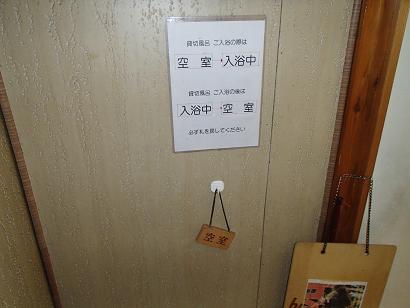 貸切風呂 ご入浴の際は
空 室 → 入浴中
貸切風呂 ご入浴の後は
入浴中 → 空 室
必ず札を戻してください
空室